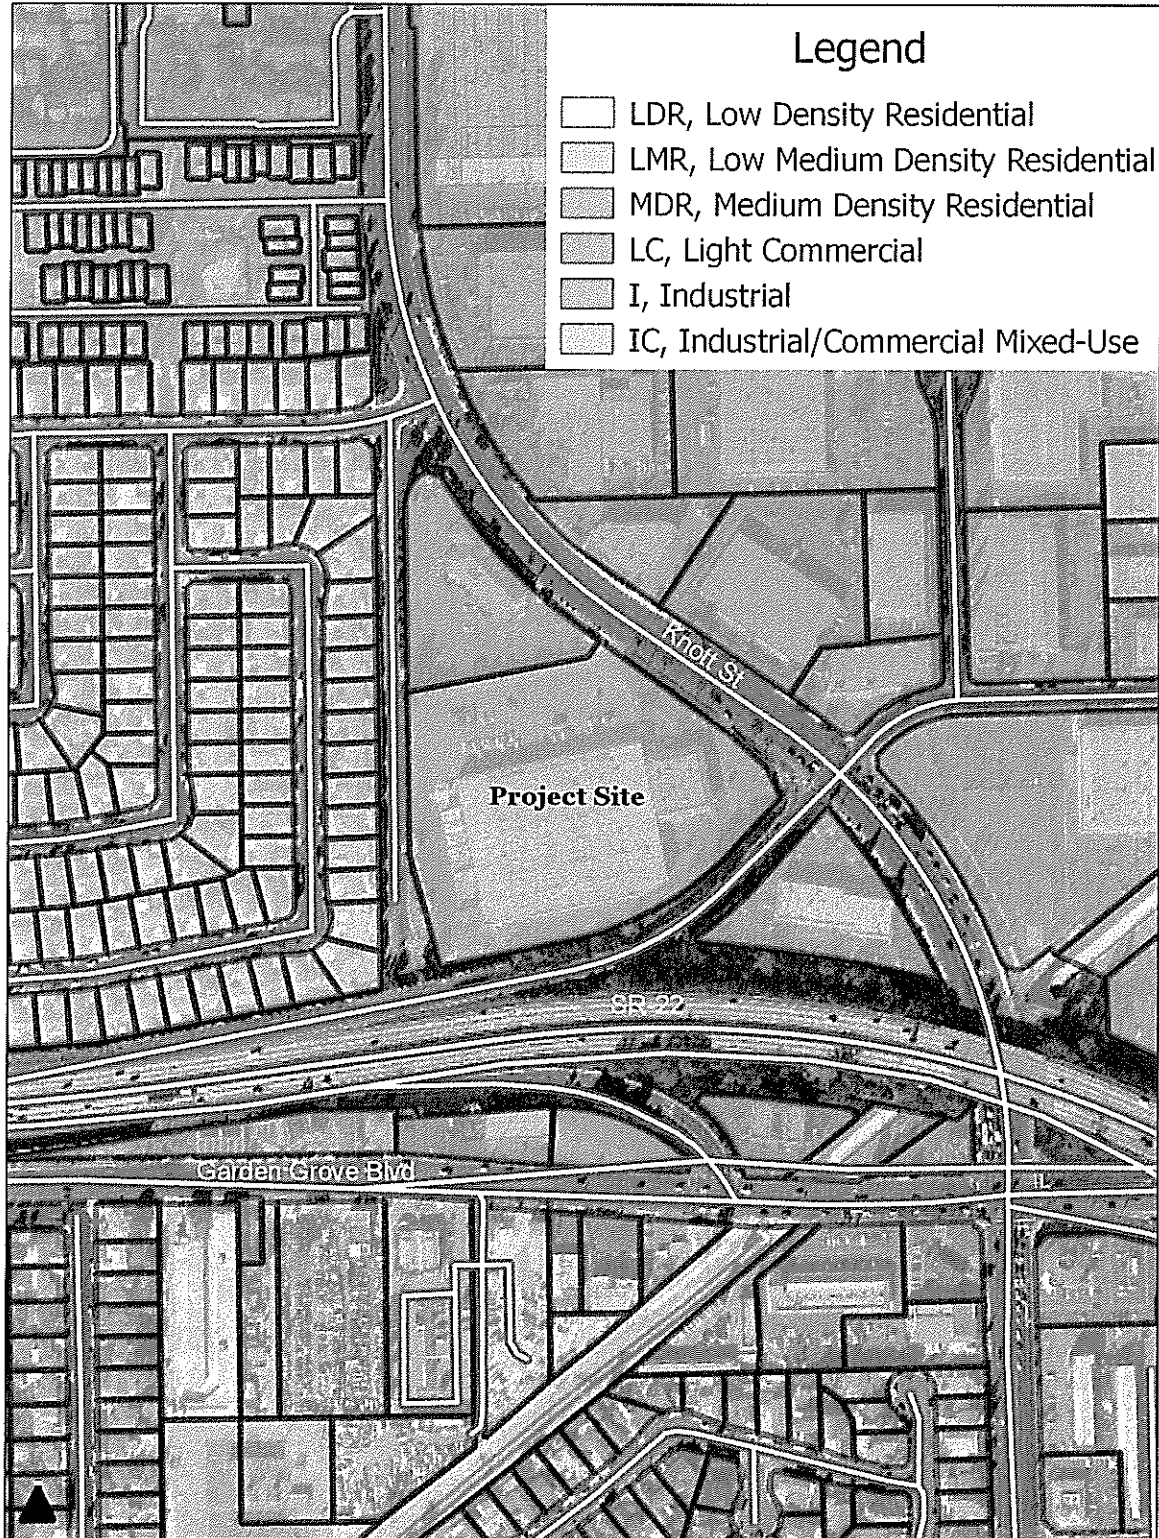 Legend
LDR, Low Density Residential
LMR, Low Medium Density Residential
MDR, Medium Density Residential
LC, Light Commercial
I, Industrial
IC, Industrial/Commercial Mixed-Use
Knott St
Project Site
SR-22
Garden Grove Blvd